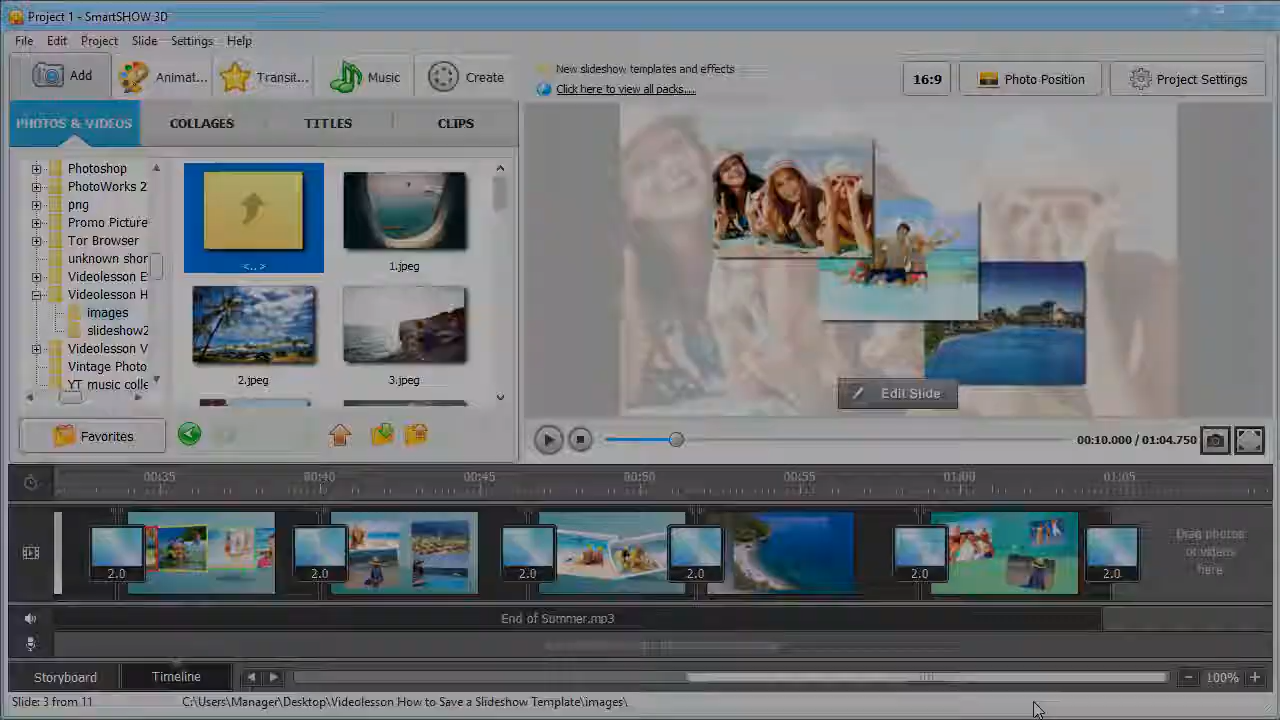 Project 1 - SmartSHOW 3D
File Edit Project Slide Settings Help
Add Animat... Transit... Music Create
New slideshow templates and effects
Click here to view all packs....
16:9 Photo Position Project Settings
PHOTOS & VIDEOS COLLAGES TITLES CLIPS
Photoshop
PhotoWorks 2
png
Promo Picture
Tor Browser
unknown shor
Videolesson E
Videolesson H
images
slideshow2
Videolesson V
Vintage Photo
YT music colle
<..>
1.jpeg
2.jpeg
3.jpeg
Edit Slide
Favorites
00:10.000 / 01:04.750
00:35 00:40 00:45 00:50 00:55 01:00 01:05
2.0 2.0 2.0 2.0 2.0 2.0
Drag photos
or videos
here
End of Summer.mp3
Storyboard Timeline
100%
Slide: 3 from 11 C:\Users\Manager\Desktop\Videolesson How to Save a Slideshow Template\images\